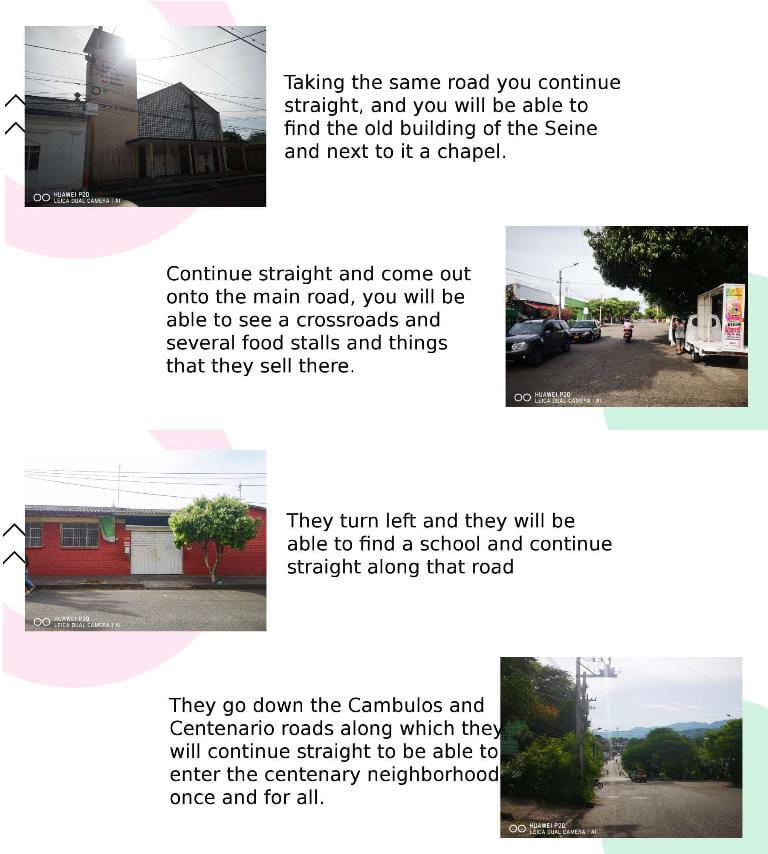 Taking the same road you continue
straight, and you will be able to
find the old building of the Seine
and next to it a chapel.
HUAWEI P20
LEICA DUAL CAMERA | AI
Continue straight and come out
onto the main road, you will be
able to see a crossroads and
several food stalls and things
that they sell there.
HUAWEI P20
LEICA DUAL CAMERA | AI
They turn left and they will be
able to find a school and continue
straight along that road
HUAWEI P20
LEICA DUAL CAMERA | AI
They go down the Cambulos and
Centenario roads along which they
will continue straight to be able to
enter the centenary neighborhood
once and for all.
HUAWEI P20
LEICA DUAL CAMERA | AI